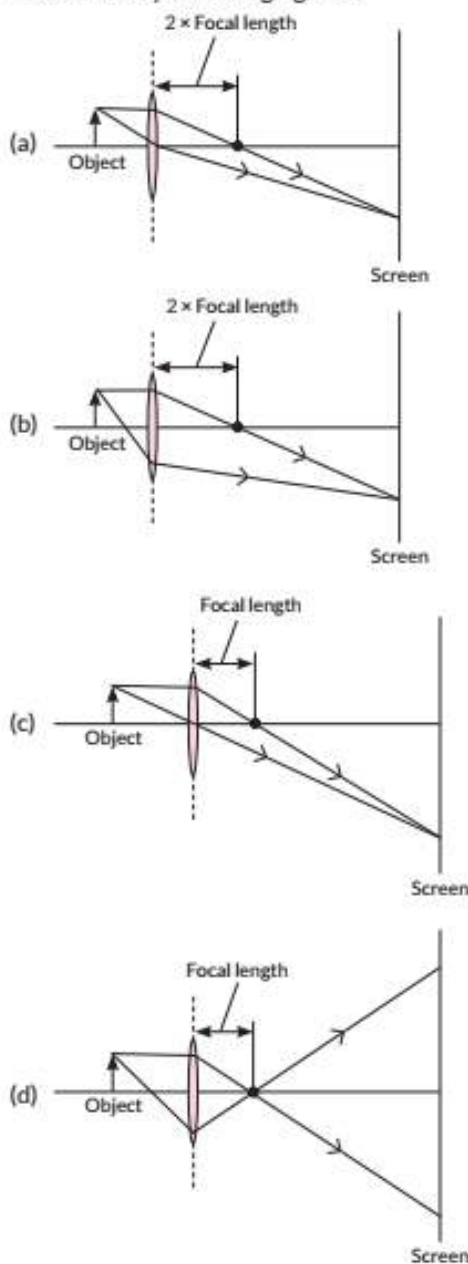 2 × Focal length
(a)
Object
Screen
2 × Focal length
(b)
Object
Screen
Focal length
(c)
Object
Screen
Focal length
(d)
Object
Screen